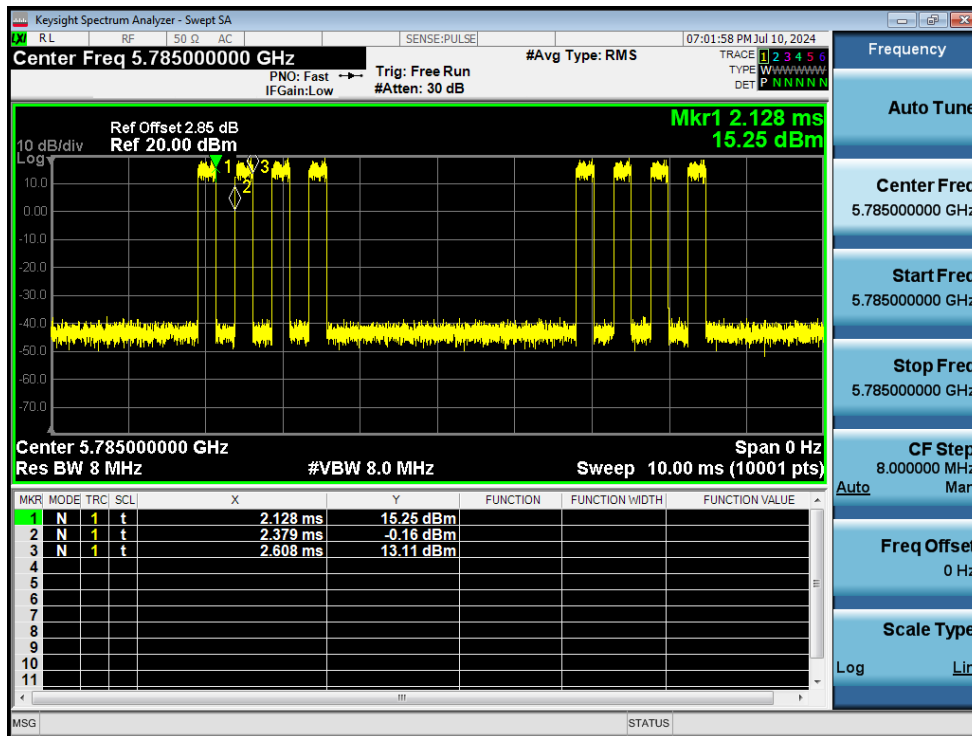 Keysight Spectrum Analyzer - Swept SA
LXI RL RF 50 Ω AC SENSE:PULSE 07:01:58 PM Jul 10, 2024
Center Freq 5.785000000 GHz
#Avg Type: RMS
TRACE 1 2 3 4 5 6
PNO: Fast
Trig: Free Run
TYPE WWWWWW
IFGain:Low
#Atten: 30 dB
DET P N N N N N
Mkr1 2.128 ms
15.25 dBm
Ref Offset 2.85 dB
10 dB/div Ref 20.00 dBm
Log
1 2 3
10.0
0.00
-10.0
-20.0
-30.0
-40.0
-50.0
-60.0
-70.0
Center 5.785000000 GHz Span 0 Hz
Res BW 8 MHz #VBW 8.0 MHz Sweep 10.00 ms (10001 pts)
MKR MODE TRC SCL X Y FUNCTION FUNCTION WIDTH FUNCTION VALUE
1 N 1 t 2.128 ms 15.25 dBm
2 N 1 t 2.379 ms -0.16 dBm
3 N 1 t 2.608 ms 13.11 dBm
4
5
6
7
8
9
10
11
MSG STATUS
Frequency
Auto Tune
Center Freq
5.785000000 GHz
Start Freq
5.785000000 GHz
Stop Freq
5.785000000 GHz
CF Step
8.000000 MHz
Auto Man
Freq Offset
0 Hz
Scale Type
Log Lin